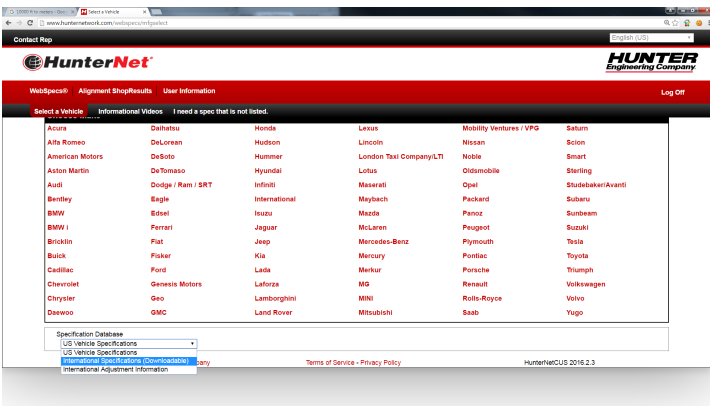 Select a Vehicle
www.hunternetwork.com/webspecs/mfgselect
Contact Rep
English (US)
HunterNet
HUNTER
Engineering Company
WebSpecs® Alignment ShopResults User Information
Log Off
Select a Vehicle Informational Videos I need a spec that is not listed.
Acura Daihatsu Honda Lexus Mobility Ventures / VPG Saturn
Alfa Romeo DeLorean Hudson Lincoln Nissan Scion
American Motors DeSoto Hummer London Taxi Company/LTI Noble Smart
Aston Martin DeTomaso Hyundai Lotus Oldsmobile Sterling
Audi Dodge / Ram / SRT Infiniti Maserati Opel Studebaker/Avanti
Bentley Eagle International Maybach Packard Subaru
BMW Edsel Isuzu Mazda Panoz Sunbeam
BMW i Ferrari Jaguar McLaren Peugeot Suzuki
Bricklin Fiat Jeep Mercedes-Benz Plymouth Tesla
Buick Fisker Kia Mercury Pontiac Toyota
Cadillac Ford Lada Merkur Porsche Triumph
Chevrolet Genesis Motors Laforza MG Renault Volkswagen
Chrysler Geo Lamborghini MINI Rolls-Royce Volvo
Daewoo GMC Land Rover Mitsubishi Saab Yugo
Specification Database
US Vehicle Specifications
US Vehicle Specifications
International Specifications (Downloadable)
International Adjustment Information
pany
Terms of Service - Privacy Policy
HunterNetCUS 2016.2.3